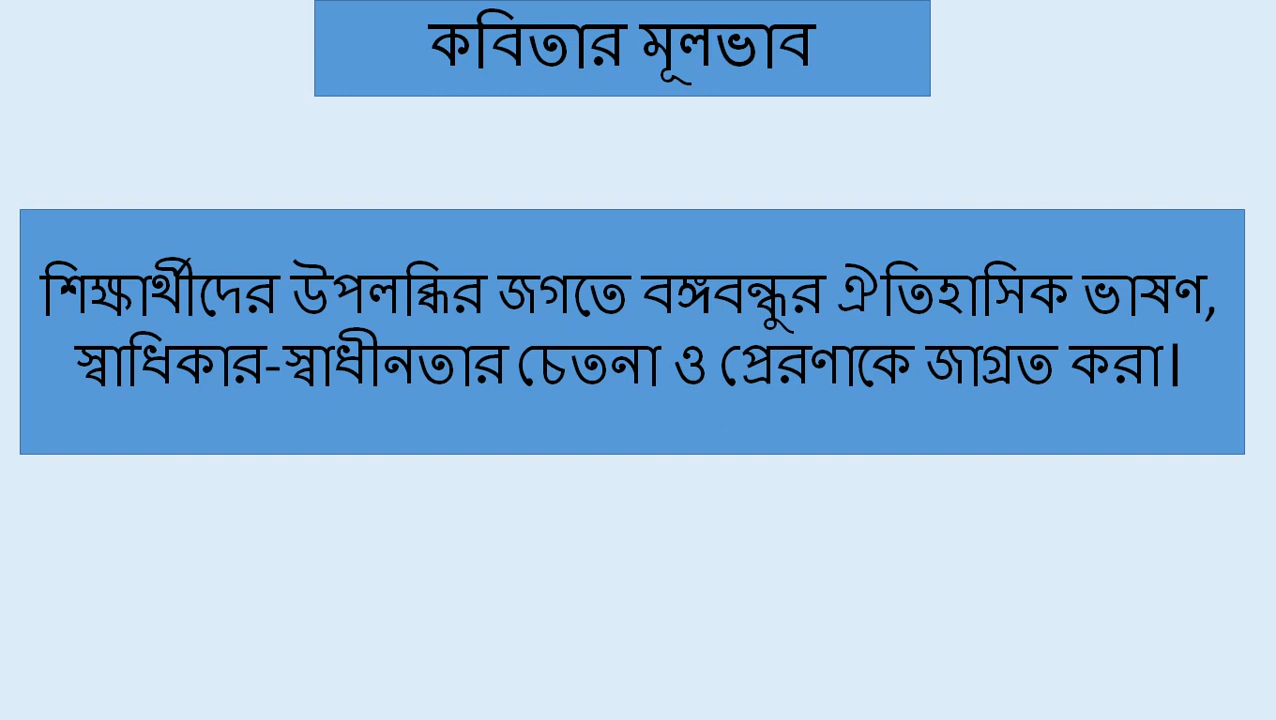 কবিতার মূলভাব
শিক্ষার্থীদের উপলব্ধির জগতে বঙ্গবন্ধুর ঐতিহাসিক ভাষণ,
স্বাধিকার-স্বাধীনতার চেতনা ও প্রেরণাকে জাগ্রত করা।